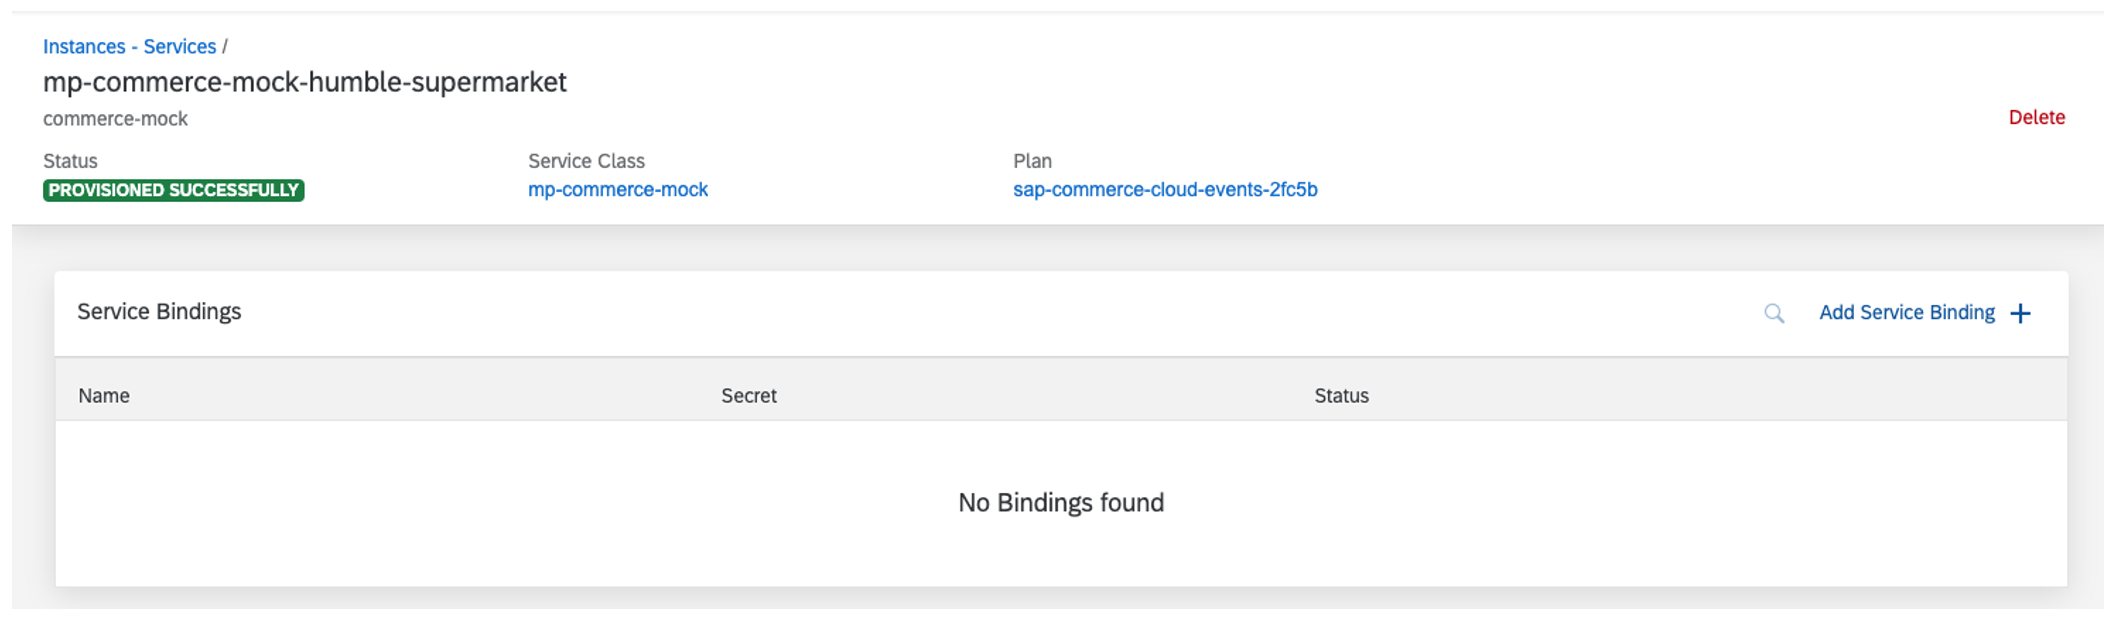 Instances - Services /
mp-commerce-mock-humble-supermarket
commerce-mock
Delete
Status Service Class Plan
PROVISIONED SUCCESSFULLY mp-commerce-mock sap-commerce-cloud-events-2fc5b
Service Bindings Add Service Binding +
Name Secret Status
No Bindings found